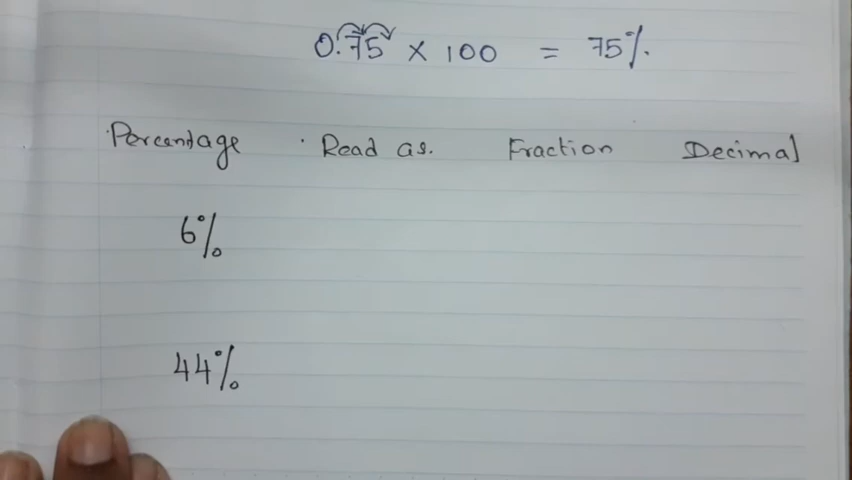 0.75 × 100 = 75%.
Percentage Read as. Fraction Decimal
6%
44%